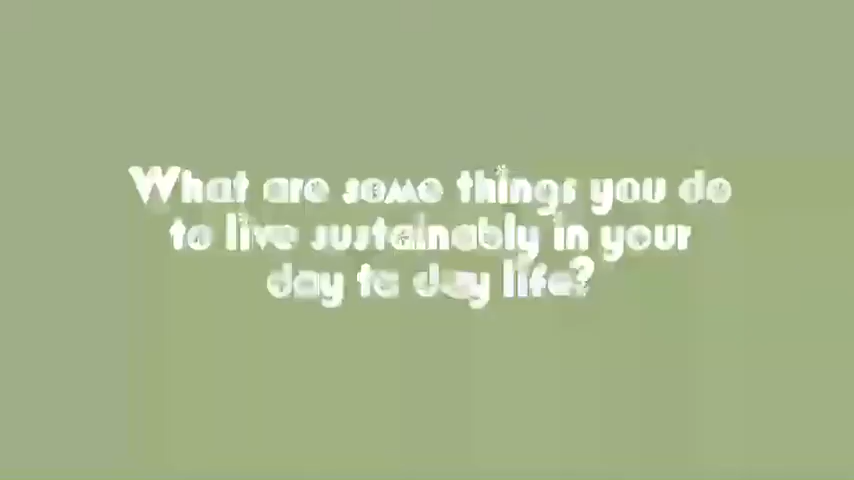 What are some things you do
to live sustainably in your
day to day life?